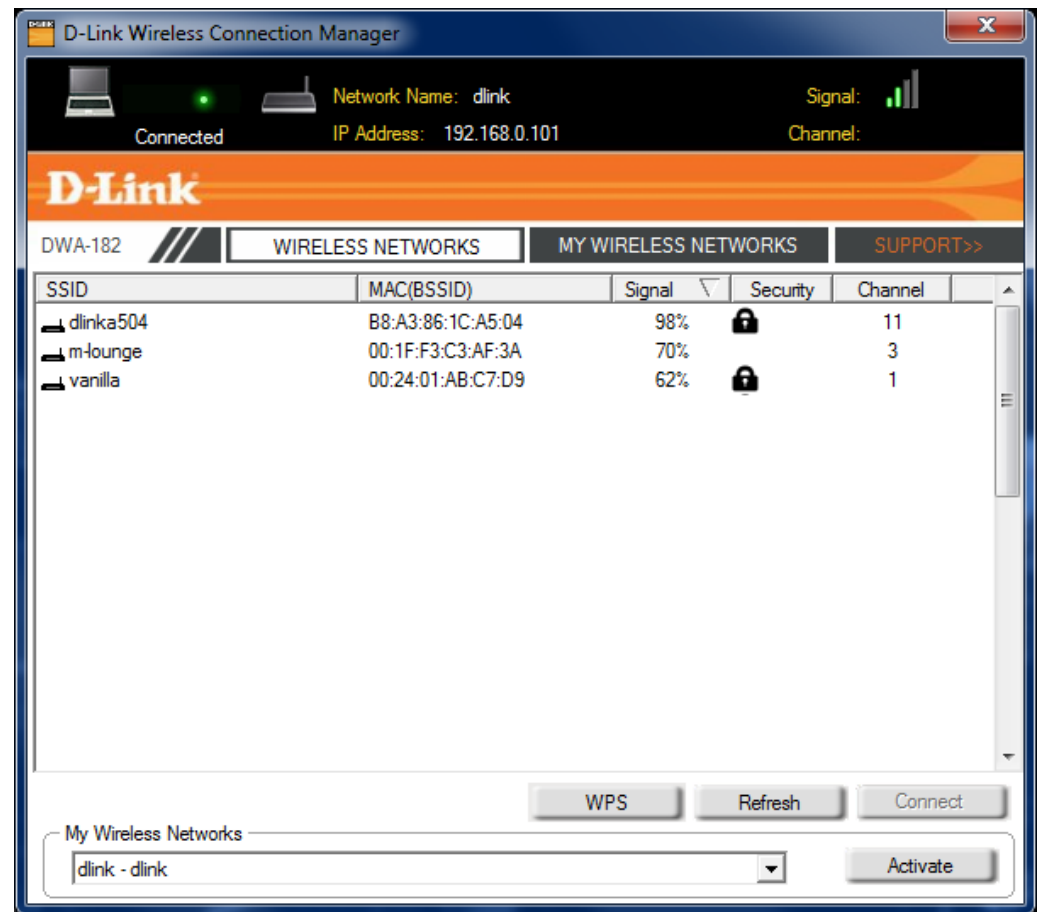 D-Link Wireless Connection Manager
Network Name: dlink Signal:
Connected IP Address: 192.168.0.101 Channel:
D-Link
DWA-182 WIRELESS NETWORKS MY WIRELESS NETWORKS SUPPORT>>
SSID MAC(BSSID) Signal Security Channel
dlinka504 B8:A3:86:1C:A5:04 98% 11
m-lounge 00:1F:F3:C3:AF:3A 70% 3
vanilla 00:24:01:AB:C7:D9 62% 1
WPS Refresh Connect
My Wireless Networks
dlink - dlink Activate